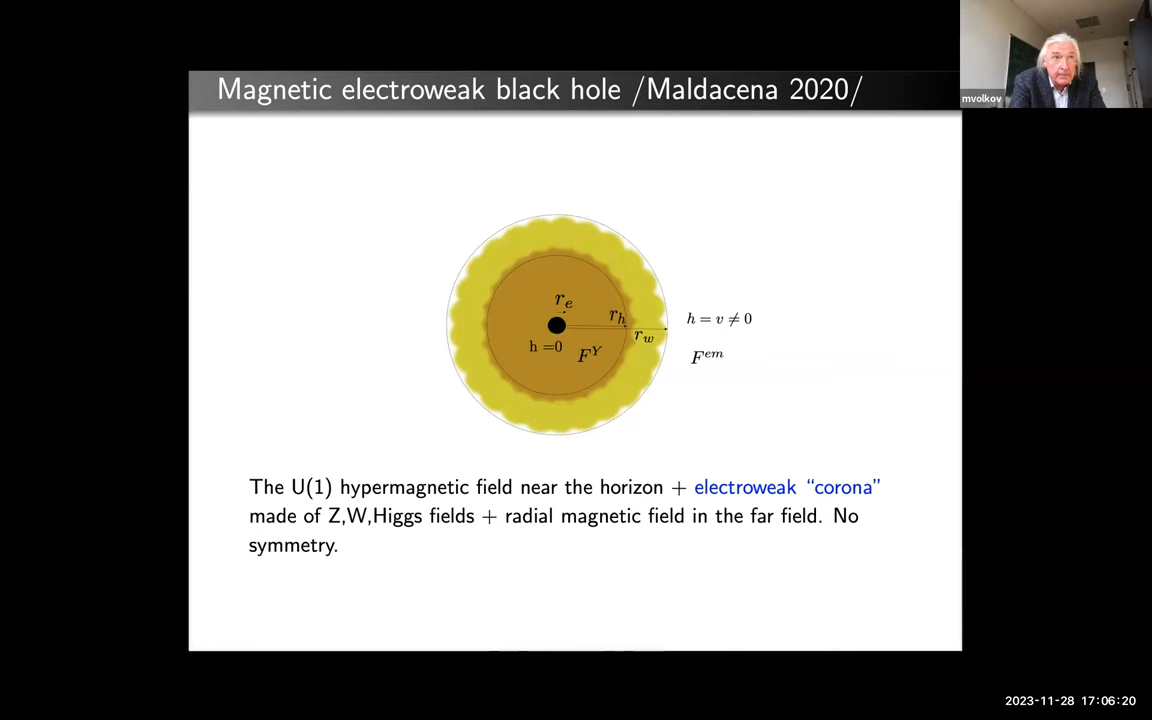 Magnetic electroweak black hole /Maldacena 2020/
mvolkov
r_e
r_h
h = v ≠ 0
r_w
h =0
F^Y
F^{em}
The U(1) hypermagnetic field near the horizon + electroweak “corona”
made of Z,W,Higgs fields + radial magnetic field in the far field. No
symmetry.
2023-11-28 17:06:20